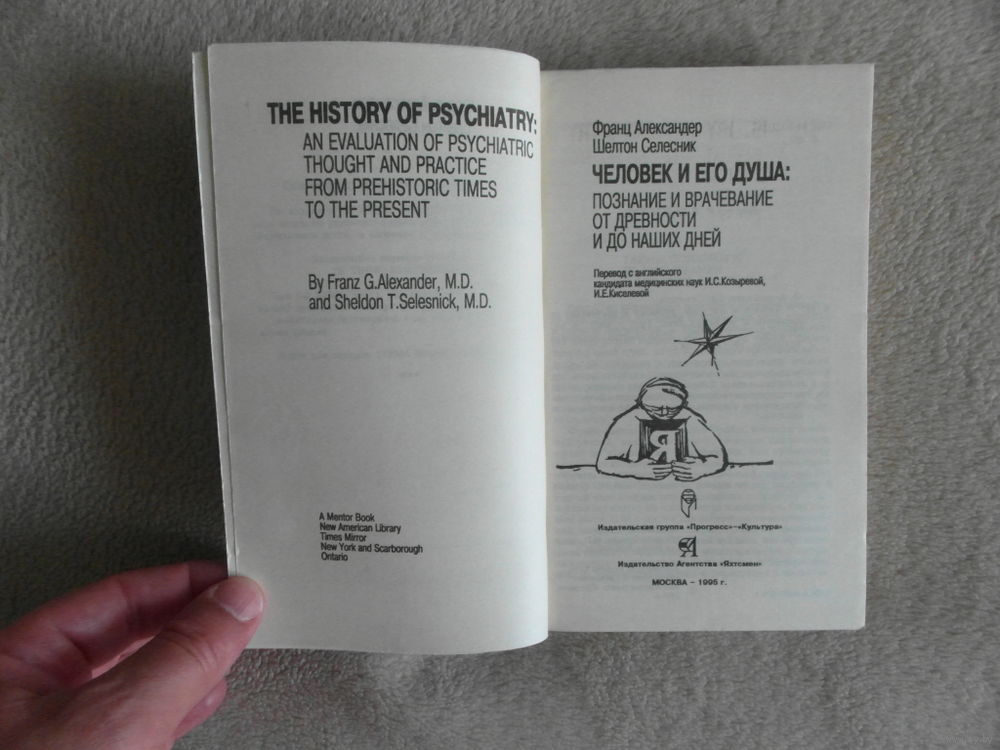 THE HISTORY OF PSYCHIATRY:
AN EVALUATION OF PSYCHIATRIC
THOUGHT AND PRACTICE
FROM PREHISTORIC TIMES
TO THE PRESENT
By Franz G.Alexander, M.D.
and Sheldon T.Selesnick, M.D.
A Mentor Book
New American Library
Times Mirror
New York and Scarborough
Ontario
Франц Александер
Шелтон Селесник
ЧЕЛОВЕК И ЕГО ДУША:
ПОЗНАНИЕ И ВРАЧЕВАНИЕ
ОТ ДРЕВНОСТИ
И ДО НАШИХ ДНЕЙ
Перевод с английского
кандидата медицинских наук И.С.Козыревой,
И.Е.Киселевой
Я
Издательская группа «Прогресс»–«Культура»
Издательство Агентства «Яхтсмен»
МОСКВА – 1995 г.